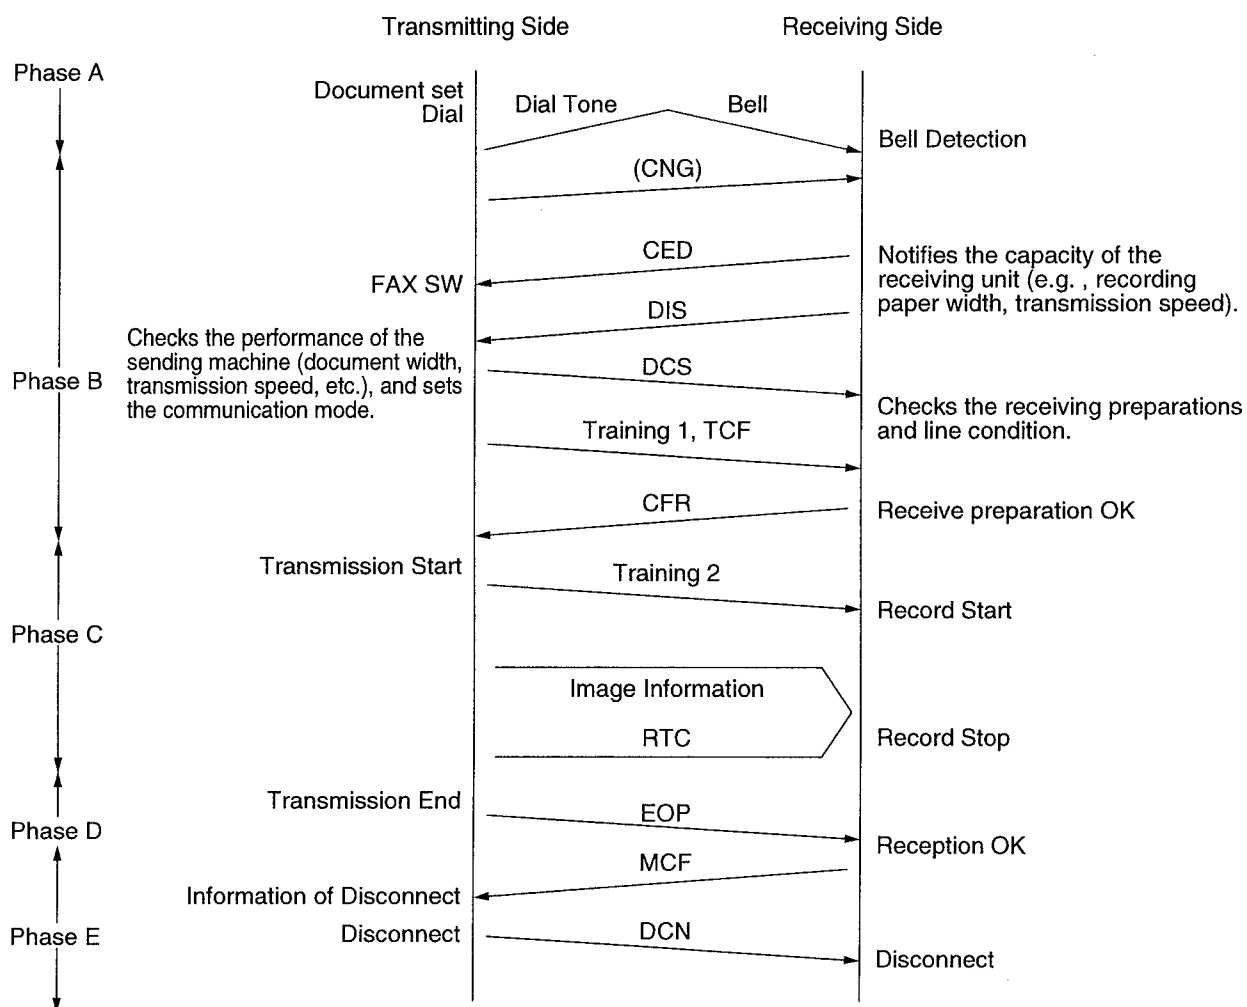 Transmitting Side
Receiving Side
Phase A
Document set
Dial
Dial Tone
Bell
Bell Detection
(CNG)
CED
FAX SW
Notifies the capacity of the
receiving unit (e.g. , recording
paper width, transmission speed).
DIS
Checks the performance of the
sending machine (document width,
transmission speed, etc.), and sets
the communication mode.
Phase B
DCS
Checks the receiving preparations
and line condition.
Training 1, TCF
CFR
Receive preparation OK
Transmission Start
Training 2
Record Start
Phase C
Image Information
RTC
Record Stop
Transmission End
EOP
Phase D
Reception OK
MCF
Information of Disconnect
Phase E
Disconnect
DCN
Disconnect